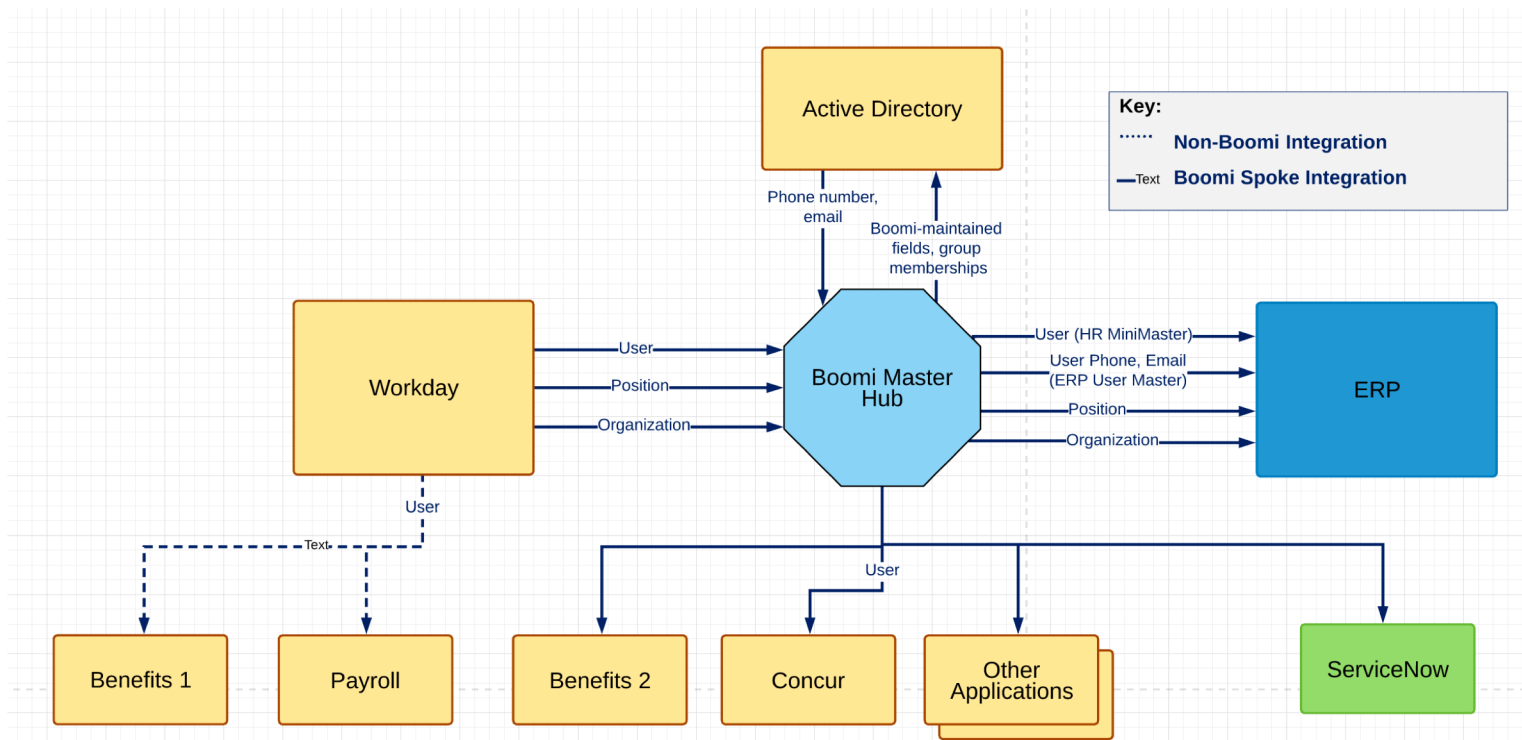 Active Directory
Key:
Non-Boomi Integration
Text
Boomi Spoke Integration
Phone number,
email
Boomi-maintained
fields, group
memberships
Workday
User
Position
Organization
Boomi Master
Hub
User (HR MiniMaster)
User Phone, Email
(ERP User Master)
Position
Organization
ERP
User
Text
User
Benefits 1
Payroll
Benefits 2
Concur
Other
Applications
ServiceNow